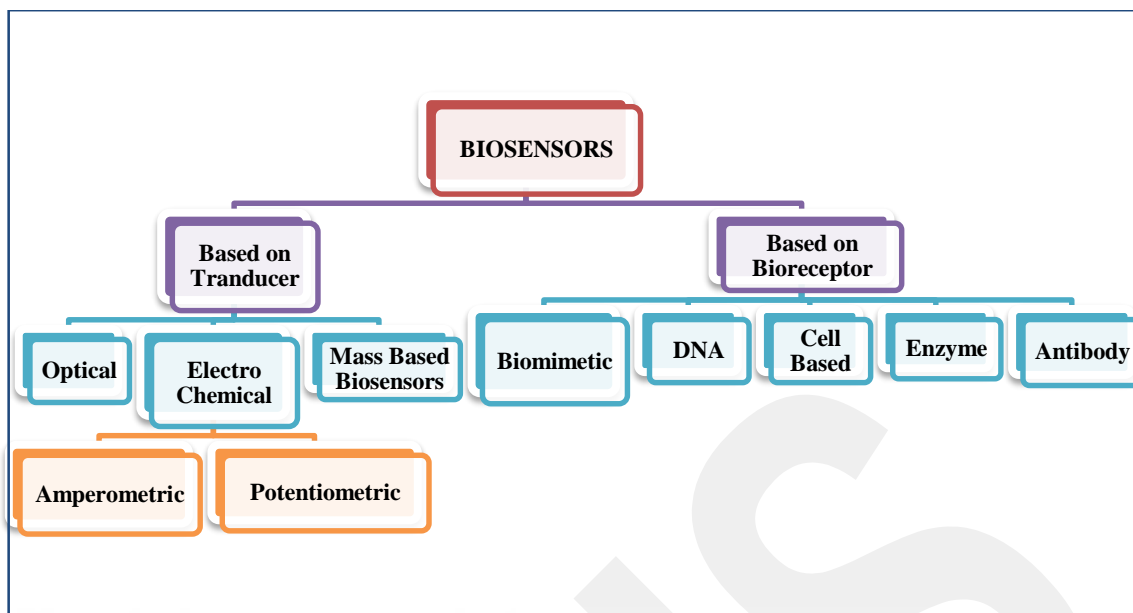 BIOSENSORS
Based on
Tranducer
Based on
Bioreceptor
Optical
Electro
Chemical
Mass Based
Biosensors
Biomimetic
DNA
Cell
Based
Enzyme
Antibody
Amperometric
Potentiometric